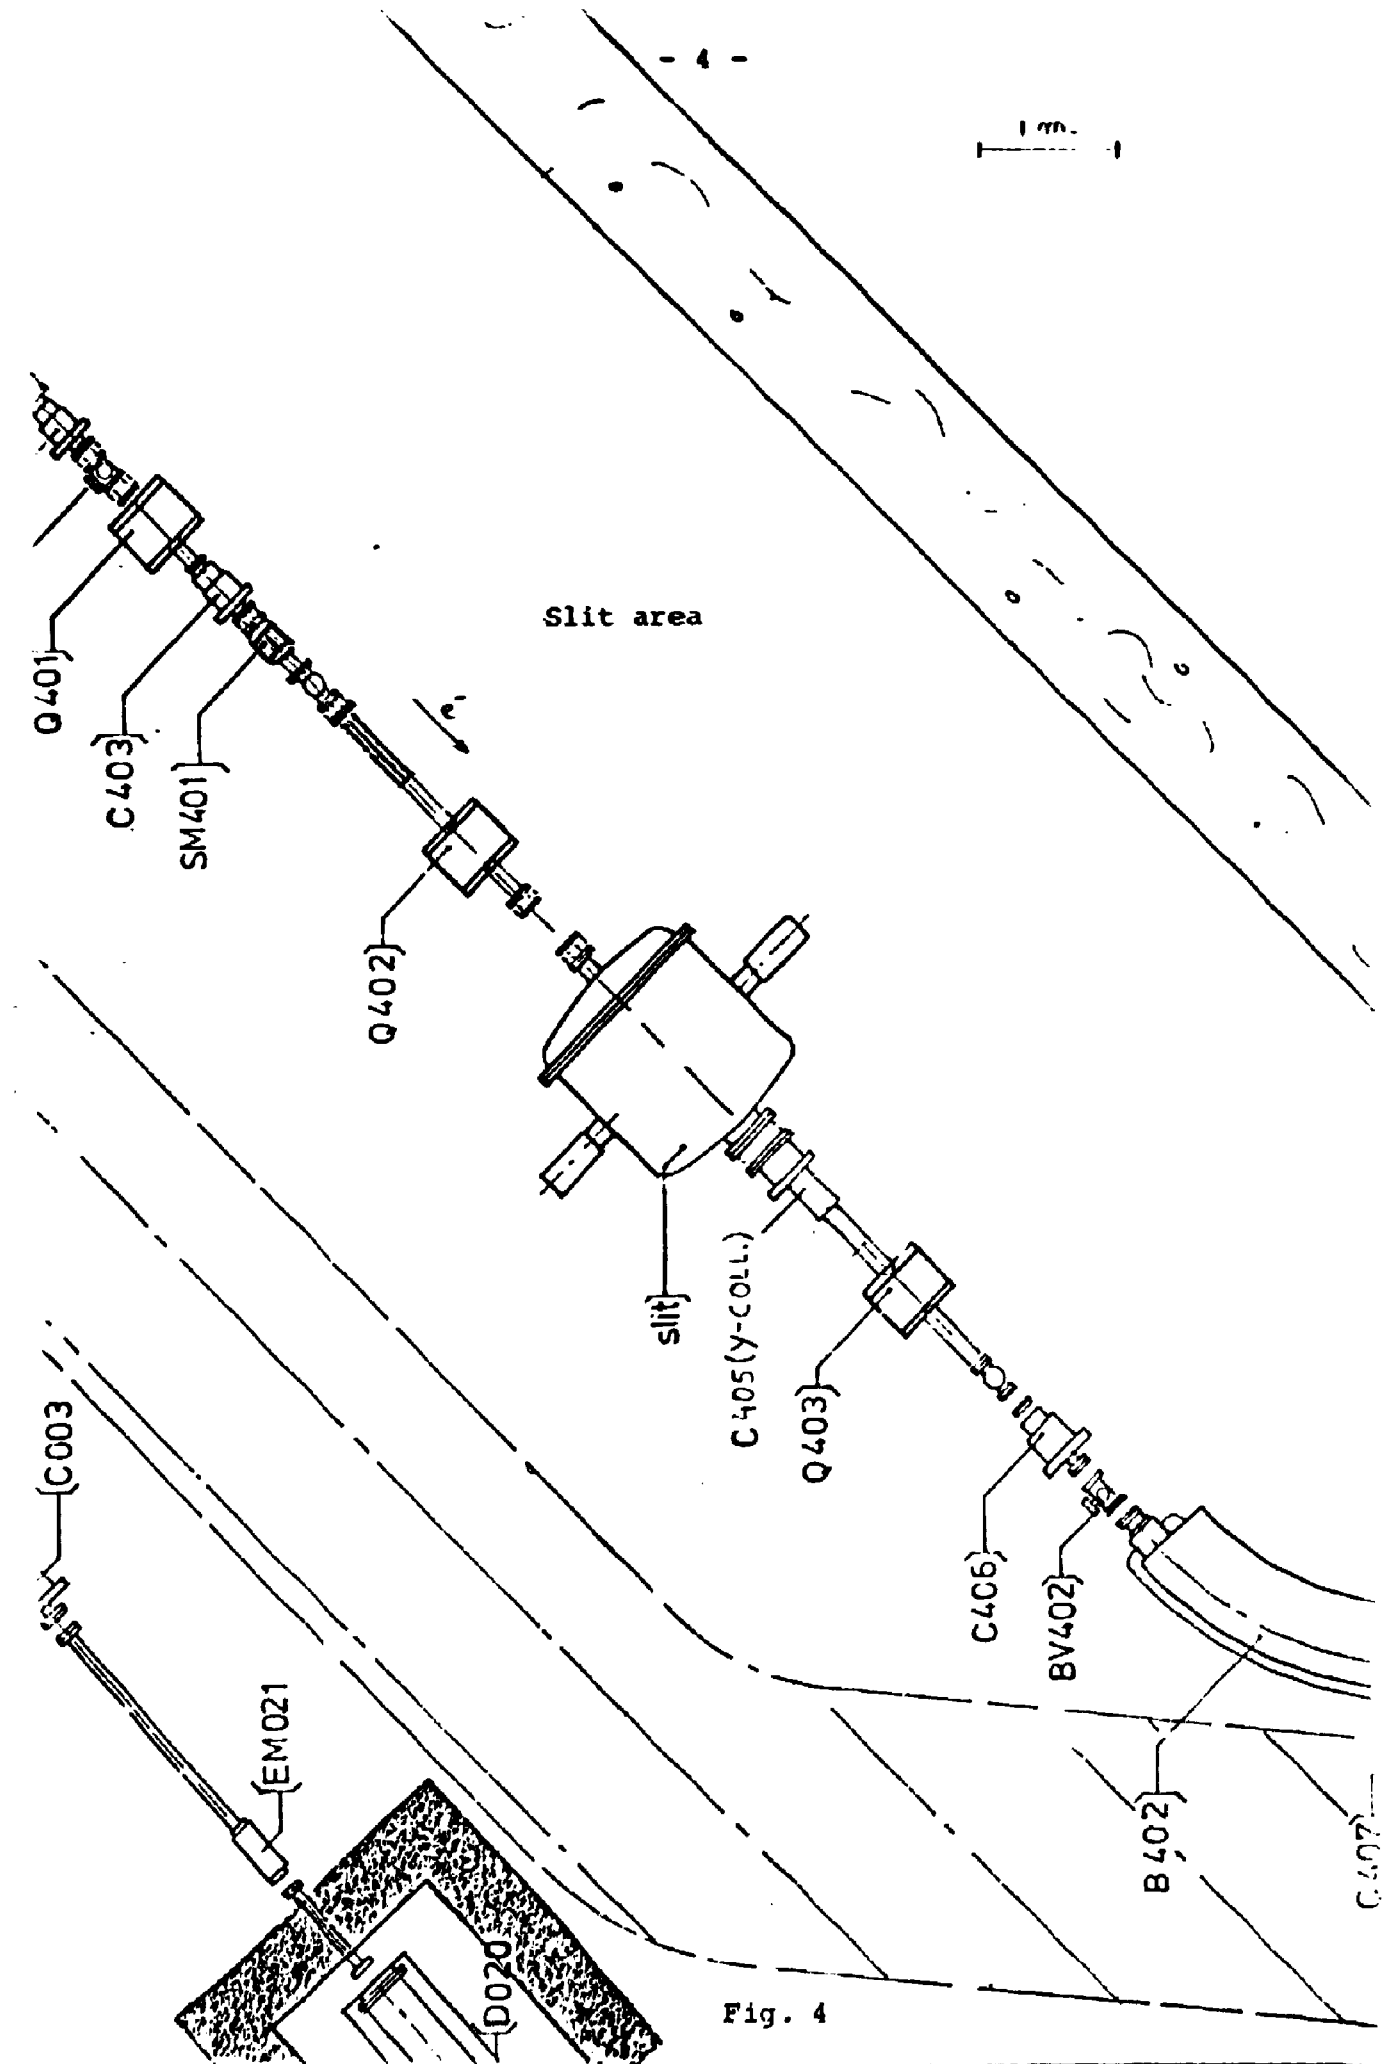 - 4 -
1 m.
Slit area
Q401
C403
SM401
e⁻
Q402
slit
C405(y-COLL.)
Q403
C003
C406
BV402
EM021
B402
C407
D020
Fig. 4